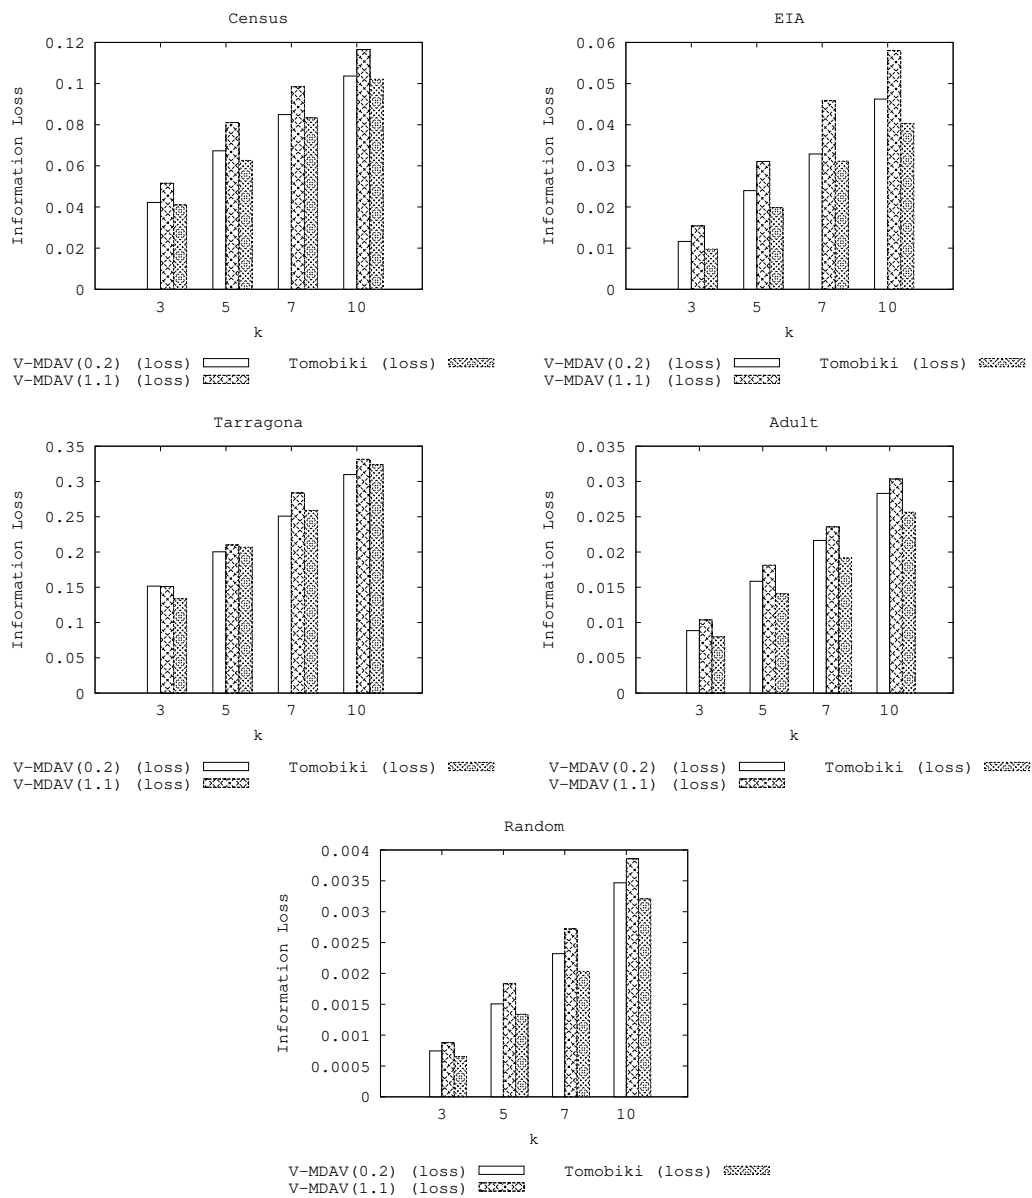 Census
0.12
0.1
0.08
0.06
0.04
0.02
0
Information Loss
3 5 7 10
k
V-MDAV(0.2) (loss) Tomobiki (loss)
V-MDAV(1.1) (loss)
EIA
0.06
0.05
0.04
0.03
0.02
0.01
0
Information Loss
3 5 7 10
k
V-MDAV(0.2) (loss) Tomobiki (loss)
V-MDAV(1.1) (loss)
Tarragona
0.35
0.3
0.25
0.2
0.15
0.1
0.05
0
Information Loss
3 5 7 10
k
V-MDAV(0.2) (loss) Tomobiki (loss)
V-MDAV(1.1) (loss)
Adult
0.035
0.03
0.025
0.02
0.015
0.01
0.005
0
Information Loss
3 5 7 10
k
V-MDAV(0.2) (loss) Tomobiki (loss)
V-MDAV(1.1) (loss)
Random
0.004
0.0035
0.003
0.0025
0.002
0.0015
0.001
0.0005
0
Information Loss
3 5 7 10
k
V-MDAV(0.2) (loss) Tomobiki (loss)
V-MDAV(1.1) (loss)